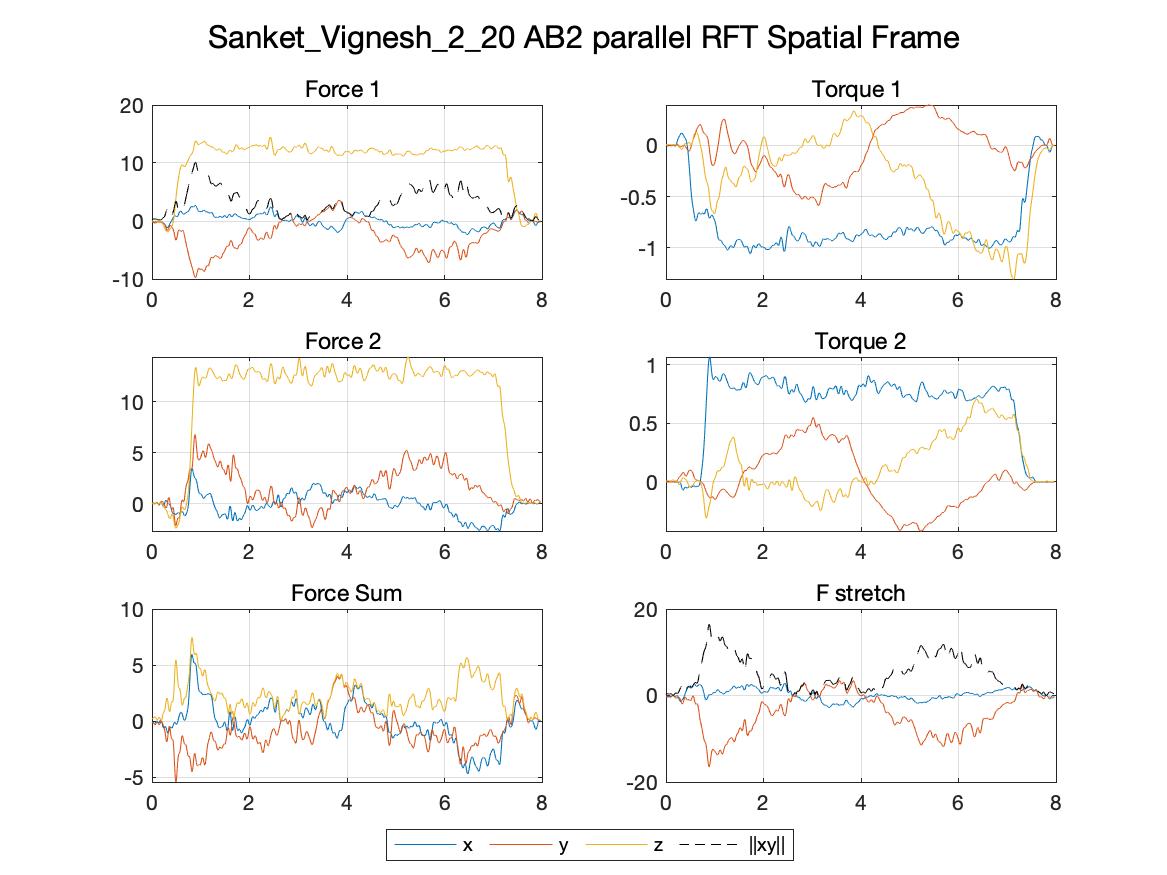 Sanket_Vignesh_2_20 AB2 parallel RFT Spatial Frame
Force 1
20
10
0
-10
0 2 4 6 8
Torque 1
0
-0.5
-1
0 2 4 6 8
Force 2
10
5
0
0 2 4 6 8
Torque 2
1
0.5
0
0 2 4 6 8
Force Sum
10
5
0
-5
0 2 4 6 8
F stretch
20
0
-20
0 2 4 6 8
x y z ||xy||